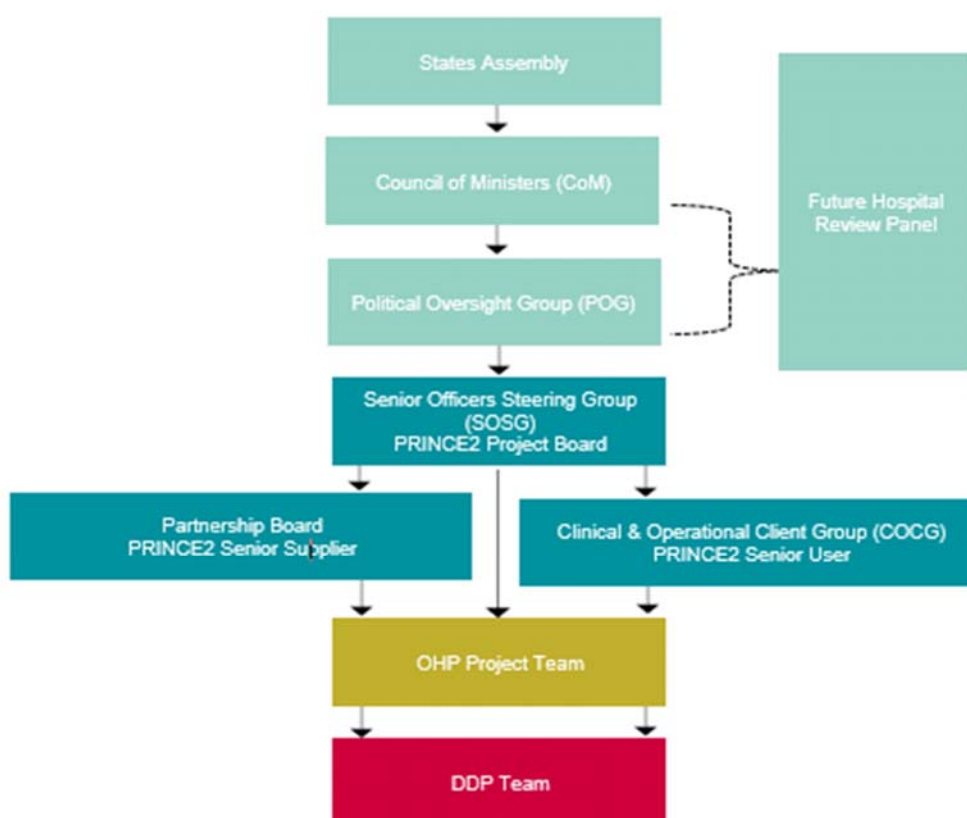 States Assembly
Council of Ministers (CoM)
Future Hospital
Review Panel
Political Oversight Group (POG)
Senior Officers Steering Group
(SOSG)
PRINCE2 Project Board
Partnership Board
PRINCE2 Senior Supplier
Clinical & Operational Client Group (COCG)
PRINCE2 Senior User
OHP Project Team
DDP Team